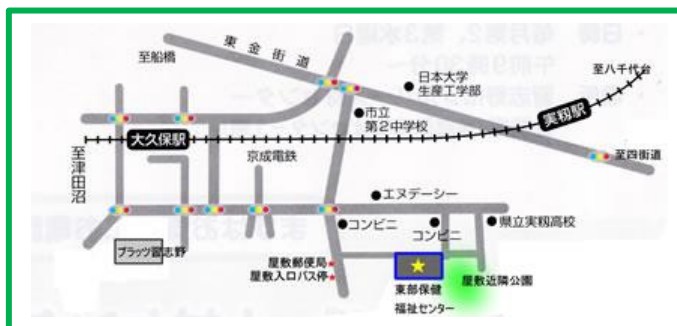 東金街道
至船橋
至八千代台
日本大学
生産工学部
市立
第2中学校
実籾駅
大久保駅
京成電鉄
至津田沼
至四街道
エヌデーシー
コンビニ
コンビニ
県立実籾高校
プラッツ習志野
屋敷郵便局
屋敷入口バス停
東部保健
福祉センター
屋敷近隣公園